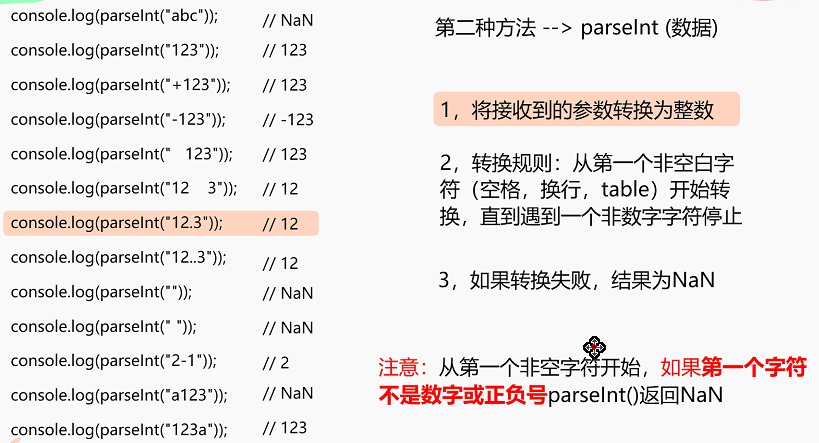 console.log(parseInt("abc")); // NaN
console.log(parseInt("123")); // 123
console.log(parseInt("+123")); // 123
console.log(parseInt("-123")); // -123
console.log(parseInt("   123")); // 123
console.log(parseInt("12    3")); // 12
console.log(parseInt("12.3")); // 12
console.log(parseInt("12..3")); // 12
console.log(parseInt("")); // NaN
console.log(parseInt(" ")); // NaN
console.log(parseInt("2-1")); // 2
console.log(parseInt("a123")); // NaN
console.log(parseInt("123a")); // 123
第二种方法 --> parseInt (数据)
1，将接收到的参数转换为整数
2，转换规则：从第一个非空白字
符（空格，换行，table）开始转
换，直到遇到一个非数字字符停止
3，如果转换失败，结果为NaN
注意：从第一个非空字符开始，如果第一个字符
不是数字或正负号parseInt()返回NaN